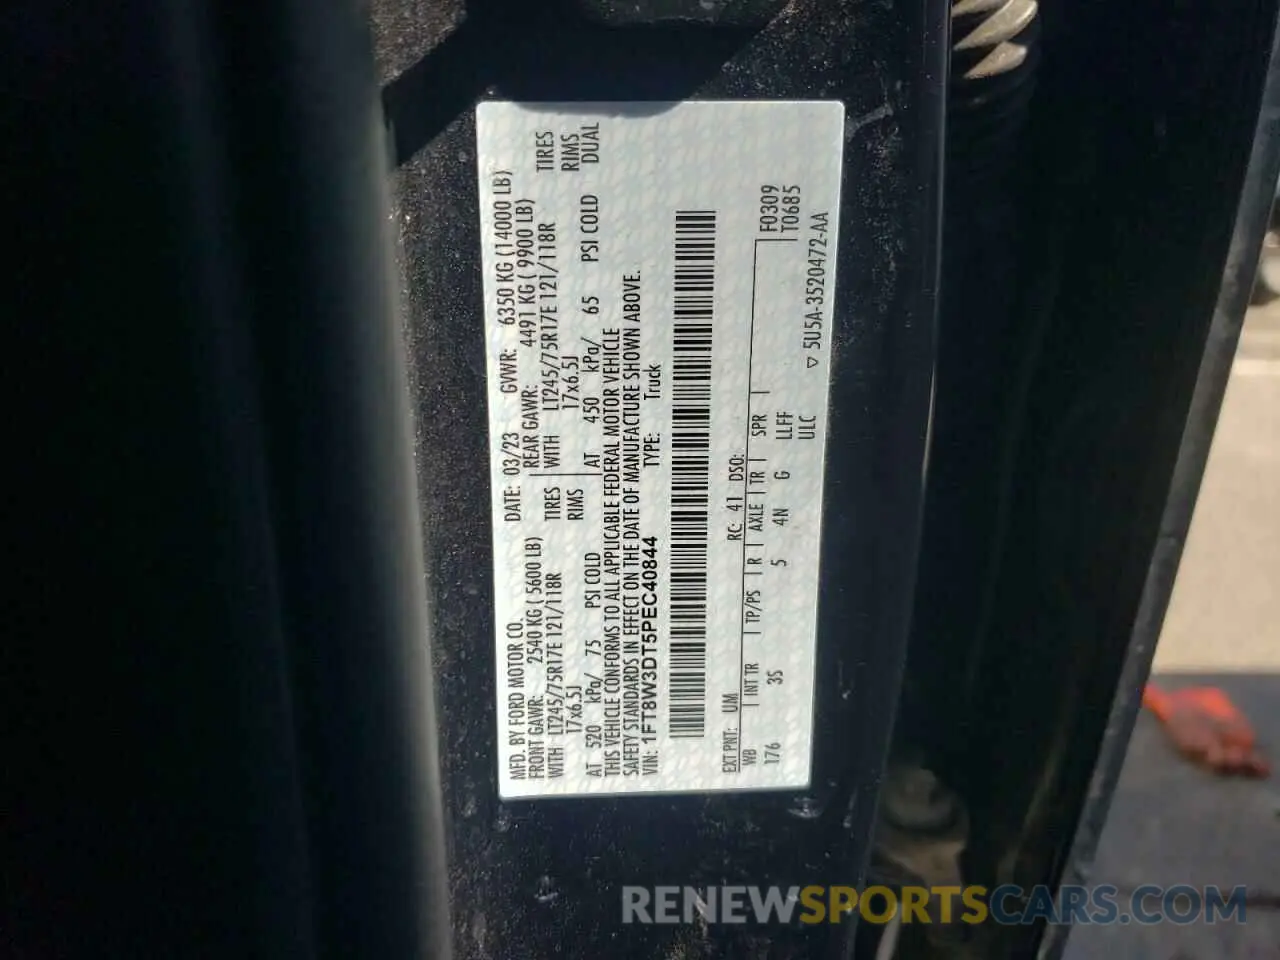 MFD. BY FORD MOTOR CO. DATE: 03/23 GVWR: 6350 KG (14000 LB)
FRONT GAWR: 2540 KG ( 5600 LB) REAR GAWR: 4491 KG ( 9900 LB)
WITH LT245/75R17E 121/118R TIRES WITH LT245/75R17E 121/118R TIRES
17x6.5J RIMS 17x6.5J RIMS
AT 520 kPa/ 75 PSI COLD AT 450 kPa/ 65 PSI COLD DUAL
THIS VEHICLE CONFORMS TO ALL APPLICABLE FEDERAL MOTOR VEHICLE
SAFETY STANDARDS IN EFFECT ON THE DATE OF MANUFACTURE SHOWN ABOVE.
VIN: 1FT8W3DT5PEC40844 TYPE: Truck
EXT PNT: UM RC: 41 DSO:
WB INT TR TP/PS R AXLE TR SPR F0309
176 3S 5 4N G LLFF T0685
ULC ▽ 5U5A-3520472-AA
RENEWSPORTSCARS.COM